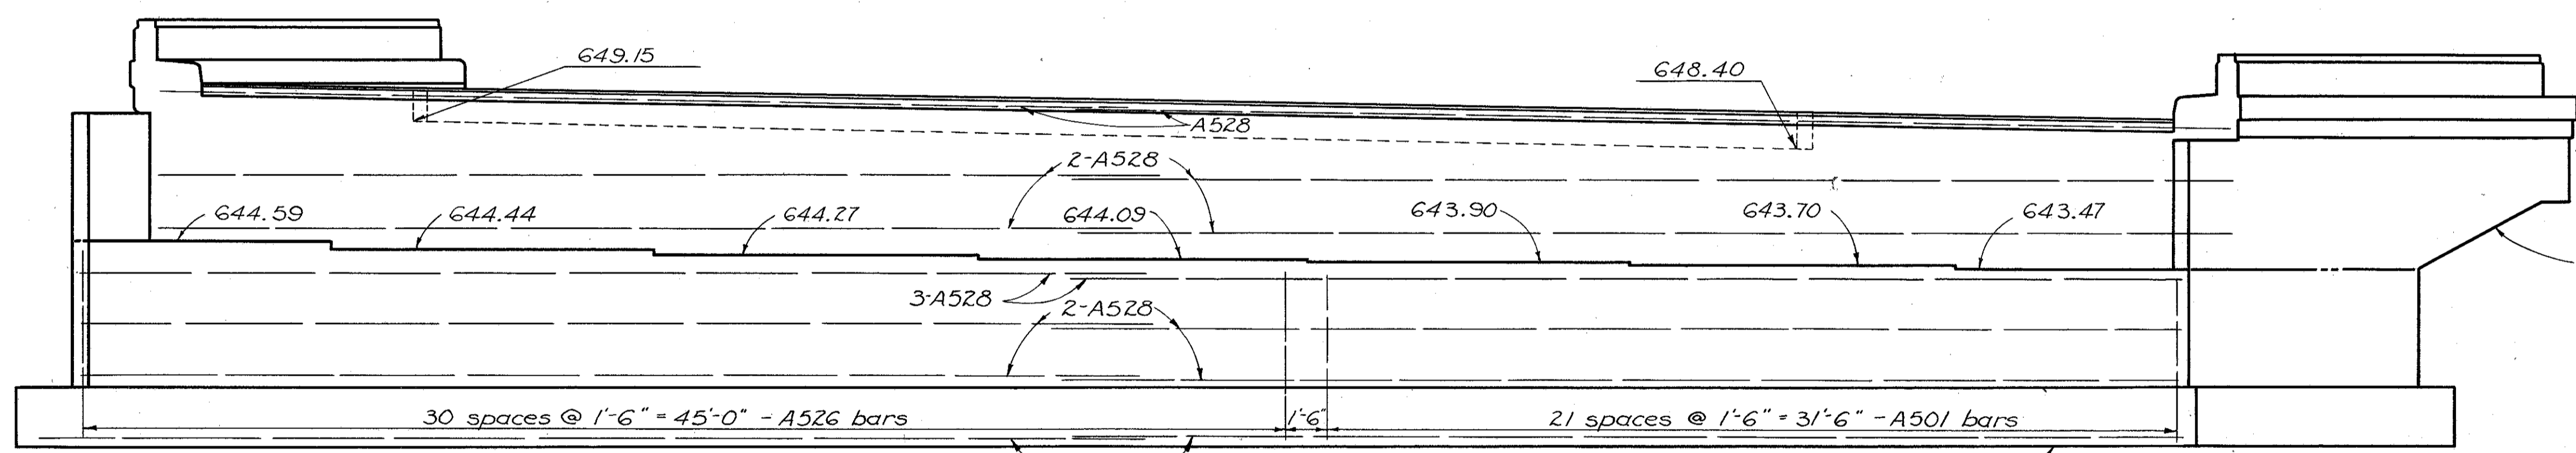 649.15
648.40
A528
2-A528
644.59
644.44
644.27
644.09
643.90
643.70
643.47
3-A528
2-A528
30 spaces @ 1'-6" = 45'-0" - A526 bars
1'-6"
21 spaces @ 1'-6" = 31'-6" - A501 bars